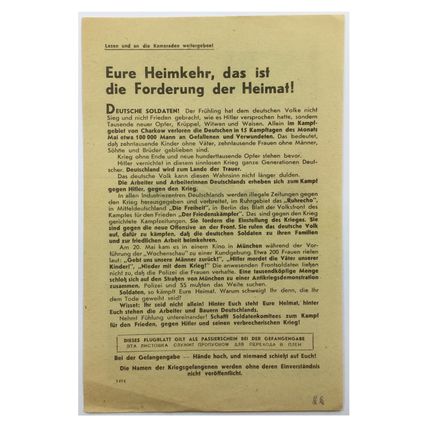 Lesen und an die Kameraden weitergeben!
Eure Heimkehr, das ist
die Forderung der Heimat!
DEUTSCHE SOLDATEN! Der Frühling hat dem deutschen Volke nicht
Sieg und nicht Frieden gebracht, wie es Hitler versprochen hatte, sondern
Tausende neuer Opfer, Krüppel, Witwen und Waisen. Allein im Kampf-
gebiet von Charkow verloren die Deutschen in 15 Kampftagen des Monats
Mai etwa 100 000 Mann an Gefallenen und Verwundeten. Das bedeutet,
daß zehntausende Kinder ohne Väter, zehntausende Frauen ohne Männer,
Söhne und Brüder geblieben sind.
Krieg ohne Ende und neue hunderttausende Opfer stehen bevor.
Hitler vernichtet in diesem sinnlosen Krieg ganze Generationen Deut-
scher. Deutschland wird zum Lande der Trauer.
Das deutsche Volk kann diesen Wahnsinn nicht länger dulden.
Die Arbeiter und Arbeiterinnen Deutschlands erheben sich zum Kampf
gegen Hitler, gegen den Krieg.
In allen Industriezentren Deutschlands werden illegale Zeitungen gegen
den Krieg herausgegeben und verbreitet, im Ruhrgebiet das „Ruhrecho",
in Mitteldeutschland „Die Freiheit", in Berlin das Blatt der Volksfront des
Kampfes für den Frieden „Der Friedenskämpfer". Das sind gegen den Krieg
gerichtete Kampfzeitungen. Sie fordern die Einstellung des Krieges. Sie
sind gegen die neue Offensive an der Front. Sie rufen das deutsche Volk
auf, dafür zu kämpfen, daß die deutschen Soldaten zu ihren Familien
und zur friedlichen Arbeit heimkehren.
Am 20. Mai kam es in einem Kino in München während der Vor-
führung der "Wochenschau" zu einer Kundgebung. Etwa 200 Frauen riefen
laut: „Gebt uns unsere Männer zurück!", „Hitler mordet die Väter unserer
Kinder!", „Nieder mit dem Krieg!" Die anwesenden Frontsoldaten ließen
nicht zu, daß die Polizei die Frauen verhafte. Eine tausendköpfige Menge
schloß sich auf den Straßen von München zu einer Antikriegsdemonstration
zusammen. Polizei und SS mußten das Weite suchen.
Soldaten, so kämpft Eure Heimat. Warum schweigt Ihr denn, die Ihr
dem Tode geweiht seid?
Wisset: Ihr seid nicht allein! Hinter Euch steht Eure Heimat, hinter
Euch stehen die Arbeiter und Bauern Deutschlands.
Nehmt Fühlung untereinander! Schafft Soldatenkomitees zum Kampf
für den Frieden, gegen Hitler und seinen verbrecherischen Krieg!
DIESES FLUGBLATT GILT ALS PASSIERSCHEIN BEI DER GEFANGENGABE
ЭТА ЛИСТОВКА СЛУЖИТ ПРОПУСКОМ ДЛЯ ПЕРЕХОДА В ПЛЕН
Bei der Gefangengabe — Hände hoch, und niemand schießt auf Euch!
Die Namen der Kriegsgefangenen werden ohne deren Einverständnis
nicht veröffentlicht.